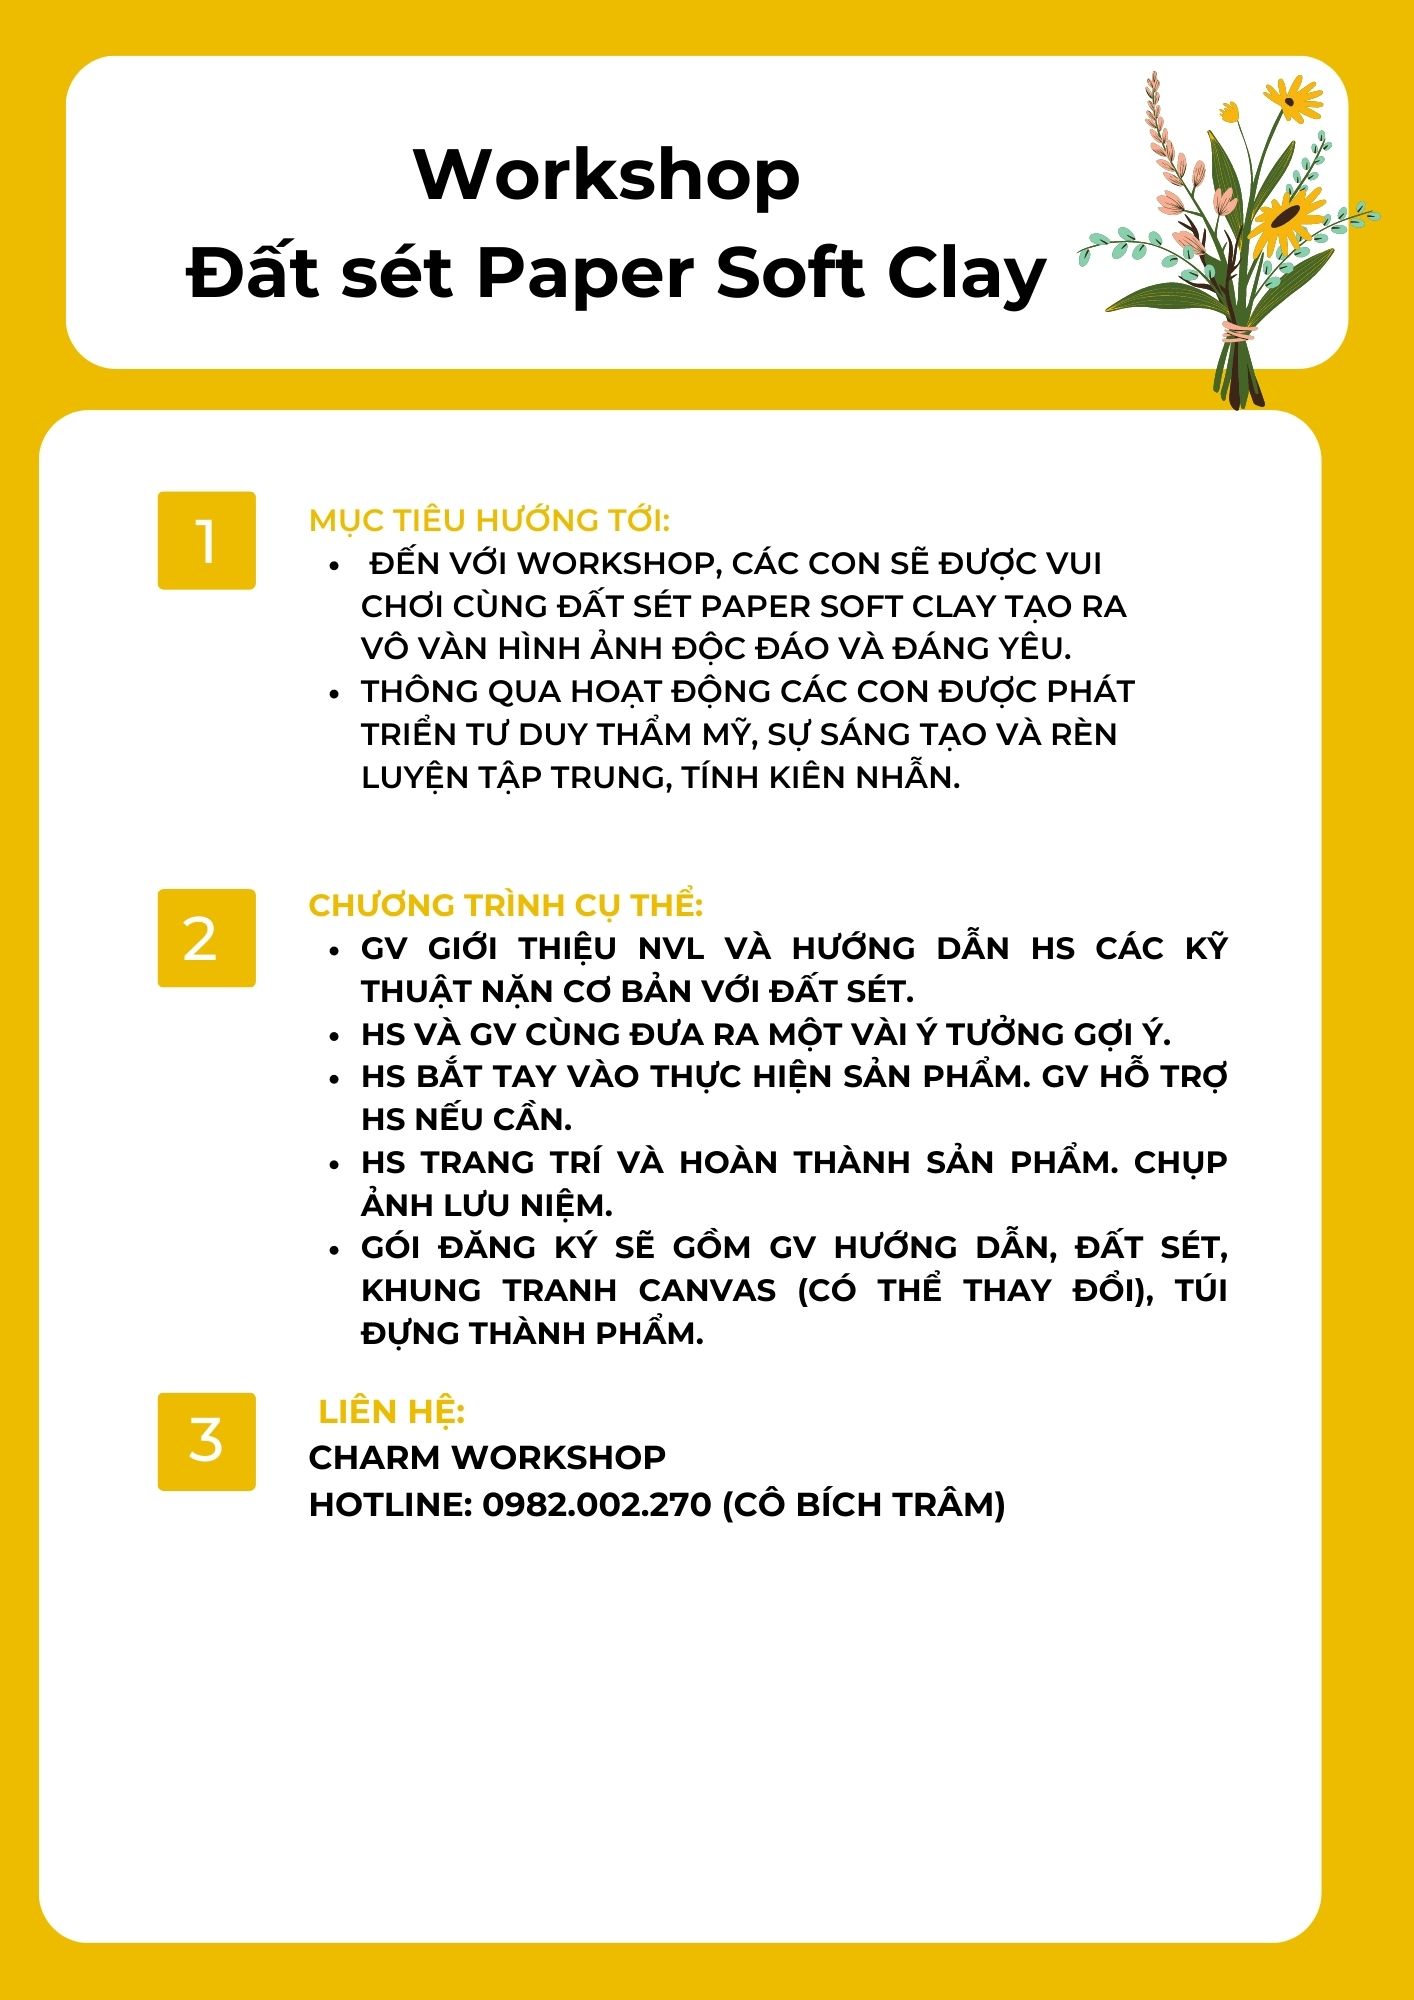 Workshop
Đất sét Paper Soft Clay
1
MỤC TIÊU HƯỚNG TỚI:
• ĐẾN VỚI WORKSHOP, CÁC CON SẼ ĐƯỢC VUI
CHƠI CÙNG ĐẤT SÉT PAPER SOFT CLAY TẠO RA
VÔ VÀN HÌNH ẢNH ĐỘC ĐÁO VÀ ĐÁNG YÊU.
• THÔNG QUA HOẠT ĐỘNG CÁC CON ĐƯỢC PHÁT
TRIỂN TƯ DUY THẨM MỸ, SỰ SÁNG TẠO VÀ RÈN
LUYỆN TẬP TRUNG, TÍNH KIÊN NHẪN.
2
CHƯƠNG TRÌNH CỤ THỂ:
• GV GIỚI THIỆU NVL VÀ HƯỚNG DẪN HS CÁC KỸ
THUẬT NẶN CƠ BẢN VỚI ĐẤT SÉT.
• HS VÀ GV CÙNG ĐƯA RA MỘT VÀI Ý TƯỞNG GỢI Ý.
• HS BẮT TAY VÀO THỰC HIỆN SẢN PHẨM. GV HỖ TRỢ
HS NẾU CẦN.
• HS TRANG TRÍ VÀ HOÀN THÀNH SẢN PHẨM. CHỤP
ẢNH LƯU NIỆM.
• GÓI ĐĂNG KÝ SẼ GỒM GV HƯỚNG DẪN, ĐẤT SÉT,
KHUNG TRANH CANVAS (CÓ THỂ THAY ĐỔI), TÚI
ĐỰNG THÀNH PHẨM.
3
LIÊN HỆ:
CHARM WORKSHOP
HOTLINE: 0982.002.270 (CÔ BÍCH TRÂM)